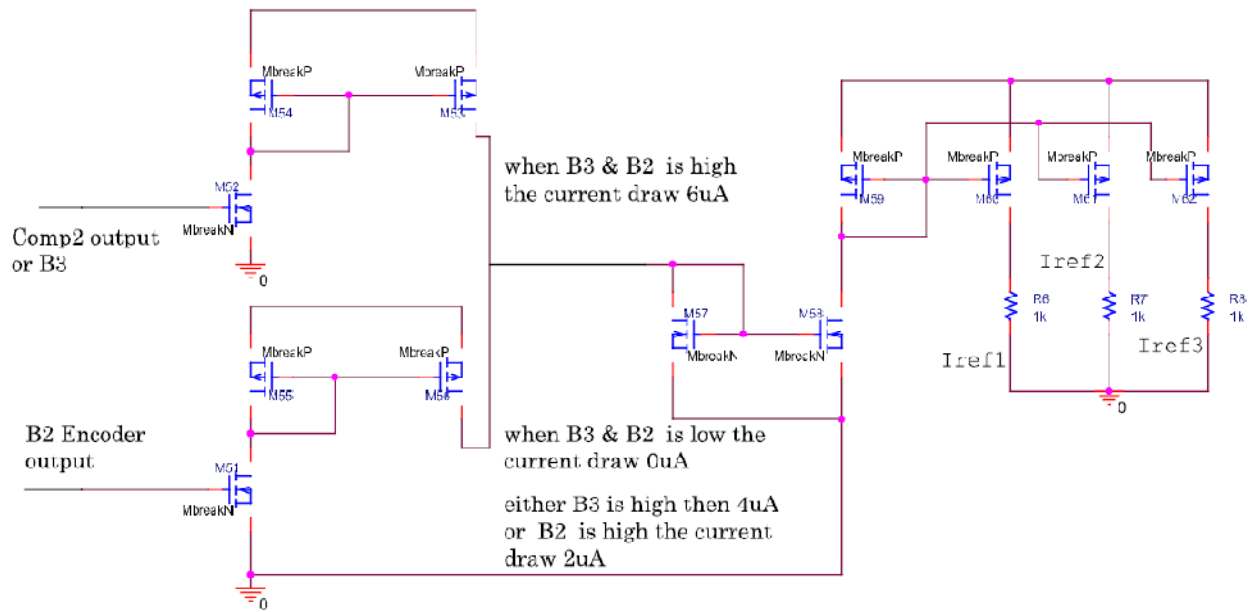 MbreakP
MbreakP
M54
M53
M52
MbreakN
Comp2 output
or B3
0
when B3 & B2 is high
the current draw 6uA
MbreakP
MbreakP
M55
M56
B2 Encoder
output
M51
MbreakN
0
when B3 & B2 is low the
current draw 0uA
either B3 is high then 4uA
or B2 is high the current
draw 2uA
M57
MbreakN
M58
MbreakN
MbreakP
MbreakP
MbreakP
MbreakP
M59
M60
M61
M62
Iref2
R6
1k
R7
1k
R8
1k
Iref1
Iref3
0